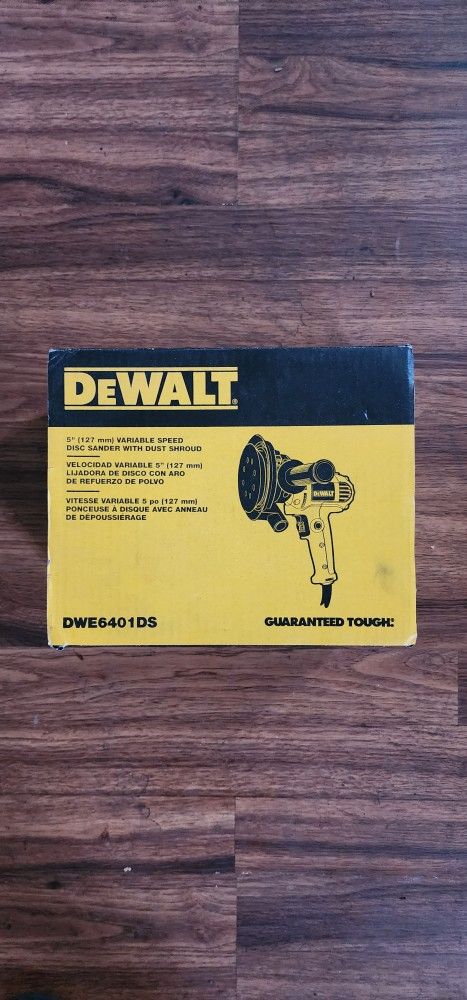 DEWALT
5" (127 mm) VARIABLE SPEED
DISC SANDER WITH DUST SHROUD
VELOCIDAD VARIABLE 5" (127 mm)
LIJADORA DE DISCO CON ARO
DE REFUERZO DE POLVO
VITESSE VARIABLE 5 po (127 mm)
PONCEUSE À DISQUE AVEC ANNEAU
DE DÉPOUSSIÉRAGE
DEWALT
DWE6401DS
GUARANTEED TOUGH.